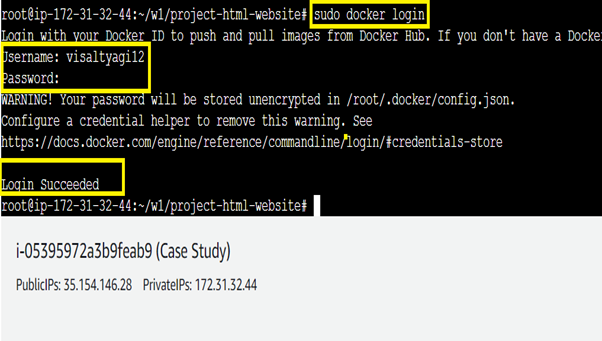 root@ip-172-31-32-44:~/w1/project-html-website# sudo docker login
Login with your Docker ID to push and pull images from Docker Hub. If you don't have a Docke
Username: visaltyagi12
Password:
WARNING! Your password will be stored unencrypted in /root/.docker/config.json.
Configure a credential helper to remove this warning. See
https://docs.docker.com/engine/reference/commandline/login/#credentials-store
Login Succeeded
root@ip-172-31-32-44:~/w1/project-html-website#
i-05395972a3b9feab9 (Case Study)
PublicIPs: 35.154.146.28 PrivateIPs: 172.31.32.44